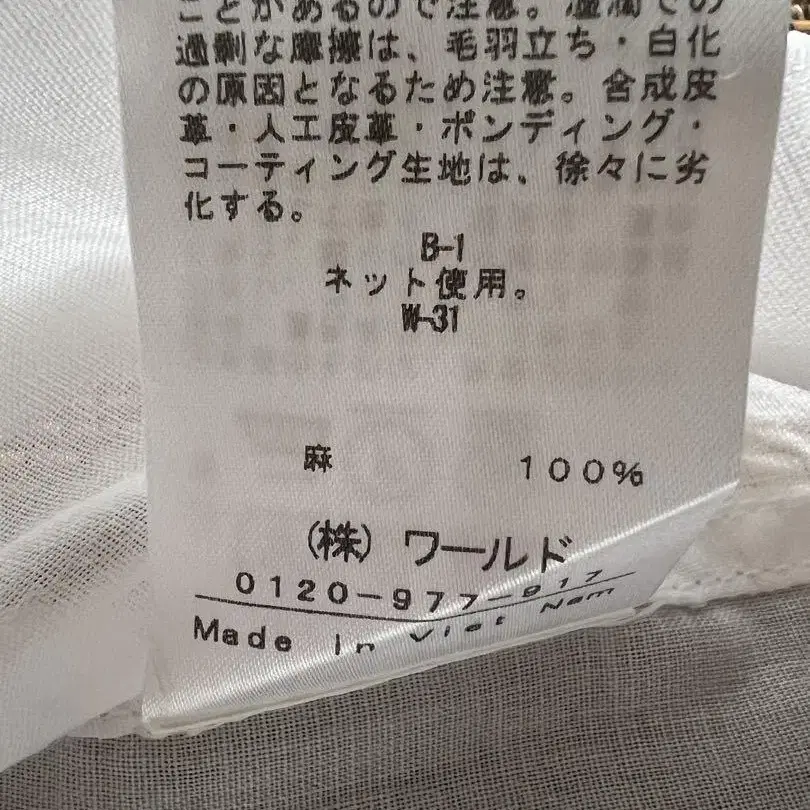 ことがあるので注意。湿潤での
過剰な摩擦は、毛羽立ち・白化
の原因となるため注意。合成皮
革・人工皮革・ボンディング・
コーティング生地は、徐々に劣
化する。
B-1
ネット使用。
W-31
麻 100%
(株) ワールド
0120-977-917
Made in Viet Nam